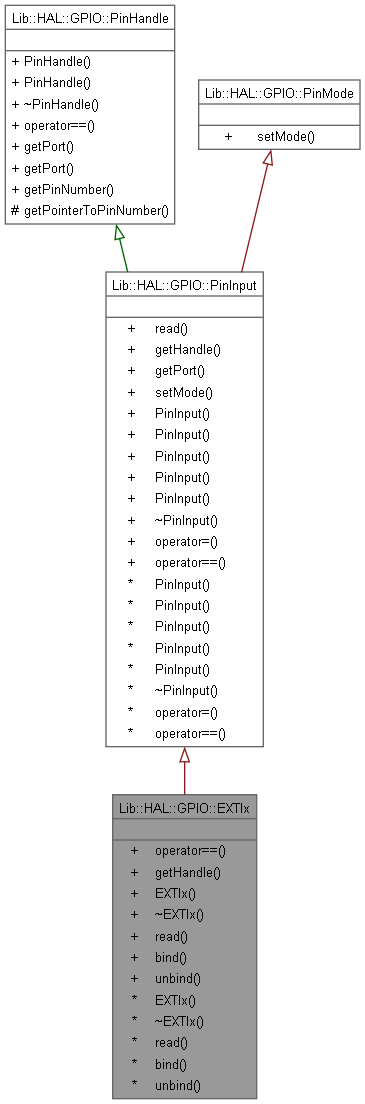 Lib::HAL::GPIO::PinHandle
+ PinHandle()
+ PinHandle()
+ ~PinHandle()
+ operator==()
+ getPort()
+ getPort()
+ getPinNumber()
# getPointerToPinNumber()
Lib::HAL::GPIO::PinMode
+ setMode()
Lib::HAL::GPIO::PinInput
+ read()
+ getHandle()
+ getPort()
+ setMode()
+ PinInput()
+ PinInput()
+ PinInput()
+ PinInput()
+ PinInput()
+ ~PinInput()
+ operator=()
+ operator==()
* PinInput()
* PinInput()
* PinInput()
* PinInput()
* PinInput()
* ~PinInput()
* operator=()
* operator==()
Lib::HAL::GPIO::EXTIx
+ operator==()
+ getHandle()
+ EXTIx()
+ ~EXTIx()
+ read()
+ bind()
+ unbind()
* EXTIx()
* ~EXTIx()
* read()
* bind()
* unbind()